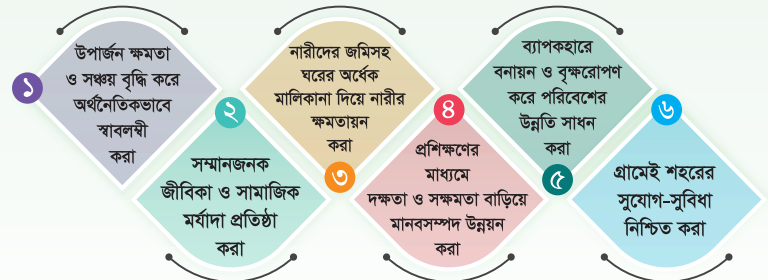 ১
উপার্জন ক্ষমতা
ও সঞ্চয় বৃদ্ধি করে
অর্থনৈতিকভাবে
স্বাবলম্বী
করা
২
সম্মানজনক
জীবিকা ও সামাজিক
মর্যাদা প্রতিষ্ঠা
করা
নারীদের জমিসহ
ঘরের অর্ধেক
মালিকানা দিয়ে নারীর
ক্ষমতায়ন
করা
৩
৪
প্রশিক্ষণের
মাধ্যমে
দক্ষতা ও সক্ষমতা বাড়িয়ে
মানবসম্পদ উন্নয়ন
করা
ব্যাপকহারে
বনায়ন ও বৃক্ষরোপণ
করে পরিবেশের
উন্নতি সাধন
করা
৫
৬
গ্রামেই শহরের
সুযোগ-সুবিধা
নিশ্চিত করা